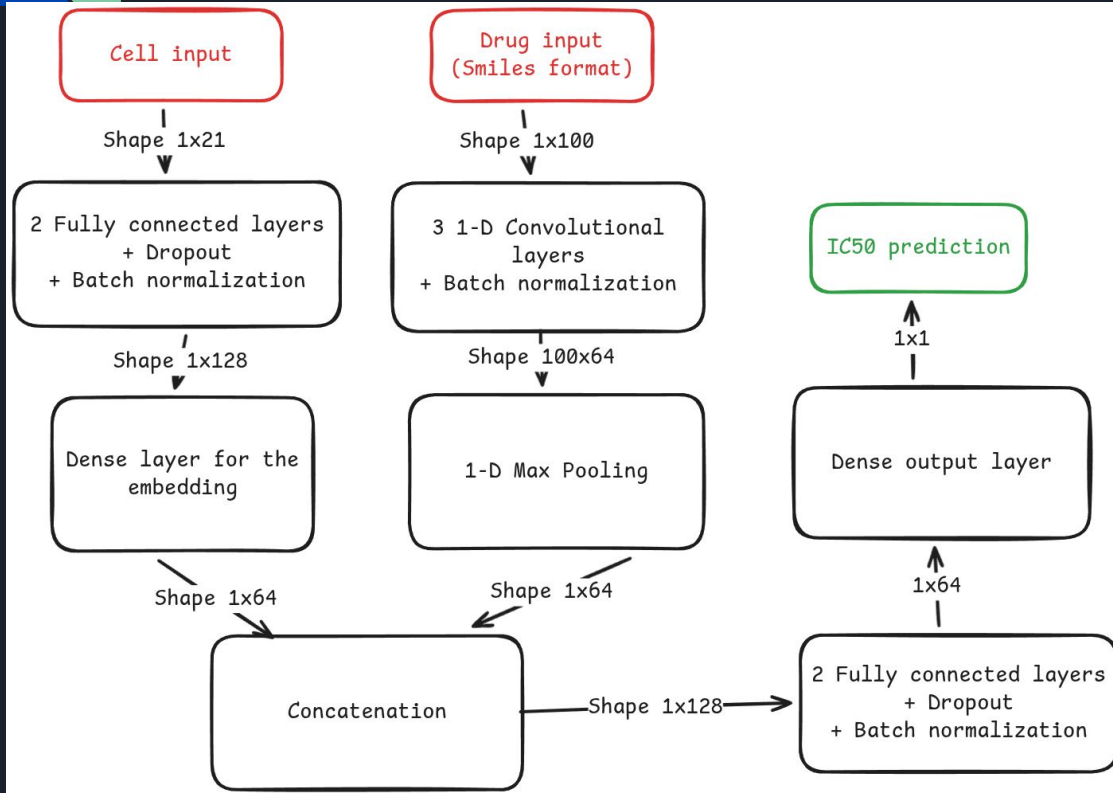 Cell input
Drug input
(Smiles format)
Shape 1x21
Shape 1x100
2 Fully connected layers
+ Dropout
+ Batch normalization
3 1-D Convolutional
layers
+ Batch normalization
IC50 prediction
Shape 1x128
Shape 100x64
1x1
Dense layer for the
embedding
1-D Max Pooling
Dense output layer
Shape 1x64
Shape 1x64
1x64
Concatenation
Shape 1x128
2 Fully connected layers
+ Dropout
+ Batch normalization